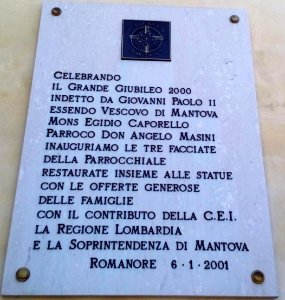 Celebrando
il Grande Giubileo 2000
indetto da Giovanni Paolo II
essendo Vescovo di Mantova
Mons Egidio Caporello
Parroco Don Angelo Masini
inauguriamo le tre facciate
della Parrocchiale
restaurate insieme alle statue
con le offerte generose
delle famiglie
con il contributo della C.E.I.
la Regione Lombardia
e la Soprintendenza di Mantova
Romanore 6·1·2001